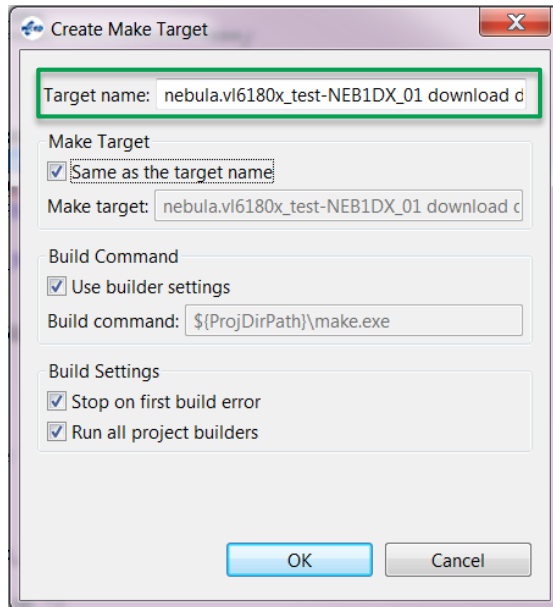 Create Make Target
Target name: nebula.vl6180x_test-NEB1DX_01 download d
Make Target
Same as the target name
Make target: nebula.vl6180x_test-NEB1DX_01 download c
Build Command
Use builder settings
Build command: ${ProjDirPath}\make.exe
Build Settings
Stop on first build error
Run all project builders
OK Cancel